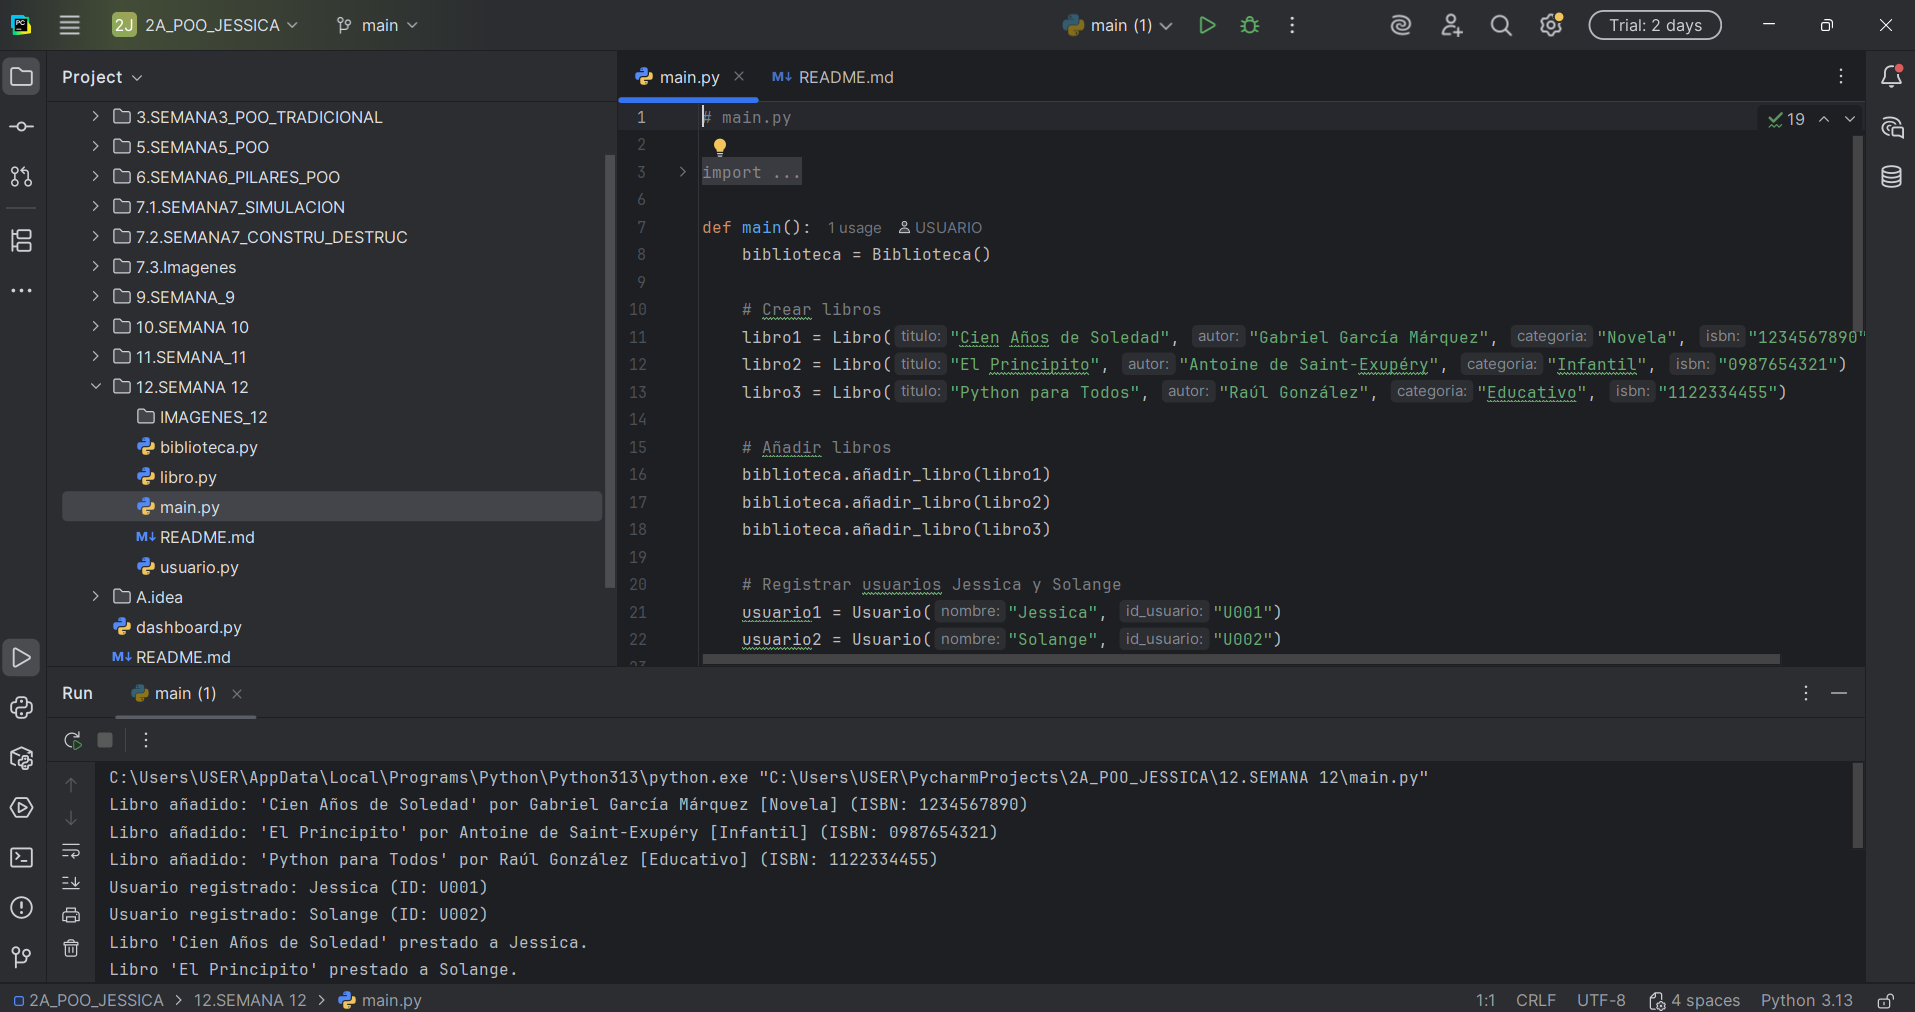 2J 2A_POO_JESSICA main main (1) Trial: 2 days
Project
3.SEMANA3_POO_TRADICIONAL
5.SEMANA5_POO
6.SEMANA6_PILARES_POO
7.1.SEMANA7_SIMULACION
7.2.SEMANA7_CONSTRU_DESTRUC
7.3.Imagenes
9.SEMANA_9
10.SEMANA 10
11.SEMANA_11
12.SEMANA 12
IMAGENES_12
biblioteca.py
libro.py
main.py
M↓ README.md
usuario.py
A.idea
dashboard.py
M↓ README.md
main.py M↓ README.md
19
1 # main.py
2
3 import ...
6
7 def main(): 1 usage USUARIO
8 biblioteca = Biblioteca()
9
10 # Crear libros
11 libro1 = Libro( titulo: "Cien Años de Soledad", autor: "Gabriel García Márquez", categoria: "Novela", isbn: "1234567890"
12 libro2 = Libro( titulo: "El Principito", autor: "Antoine de Saint-Exupéry", categoria: "Infantil", isbn: "0987654321")
13 libro3 = Libro( titulo: "Python para Todos", autor: "Raúl González", categoria: "Educativo", isbn: "1122334455")
14
15 # Añadir libros
16 biblioteca.añadir_libro(libro1)
17 biblioteca.añadir_libro(libro2)
18 biblioteca.añadir_libro(libro3)
19
20 # Registrar usuarios Jessica y Solange
21 usuario1 = Usuario( nombre: "Jessica", id_usuario: "U001")
22 usuario2 = Usuario( nombre: "Solange", id_usuario: "U002")
23
Run main (1)
C:\Users\USER\AppData\Local\Programs\Python\Python313\python.exe "C:\Users\USER\PycharmProjects\2A_POO_JESSICA\12.SEMANA 12\main.py"
Libro añadido: 'Cien Años de Soledad' por Gabriel García Márquez [Novela] (ISBN: 1234567890)
Libro añadido: 'El Principito' por Antoine de Saint-Exupéry [Infantil] (ISBN: 0987654321)
Libro añadido: 'Python para Todos' por Raúl González [Educativo] (ISBN: 1122334455)
Usuario registrado: Jessica (ID: U001)
Usuario registrado: Solange (ID: U002)
Libro 'Cien Años de Soledad' prestado a Jessica.
Libro 'El Principito' prestado a Solange.
2A_POO_JESSICA > 12.SEMANA 12 > main.py 1:1 CRLF UTF-8 4 spaces Python 3.13